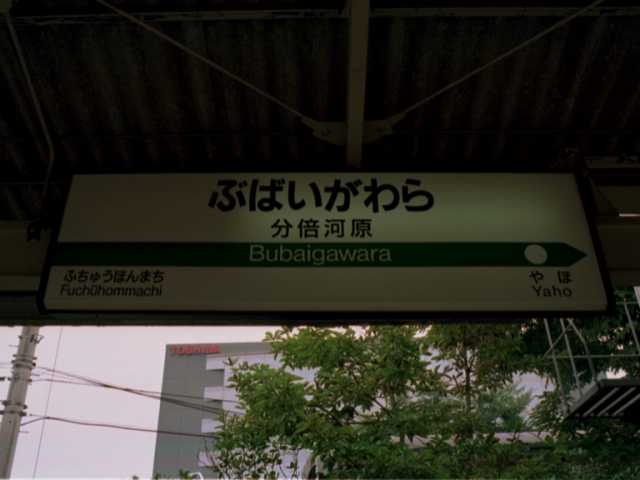 ぶばいがわら
分倍河原
Bubaigawara
ふちゅうほんまち
Fuchūhommachi
やほ
Yaho
TOSHIBA